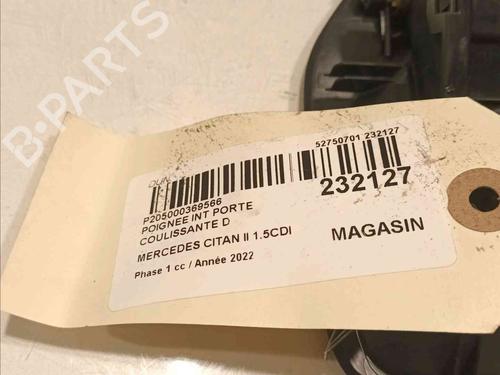 B-PARTS
52750701 232127
232127
P205000369566
POIGNEE INT PORTE
COULISSANTE D
MERCEDES CITAN II 1.5CDI
MAGASIN
Phase 1 cc / Année 2022